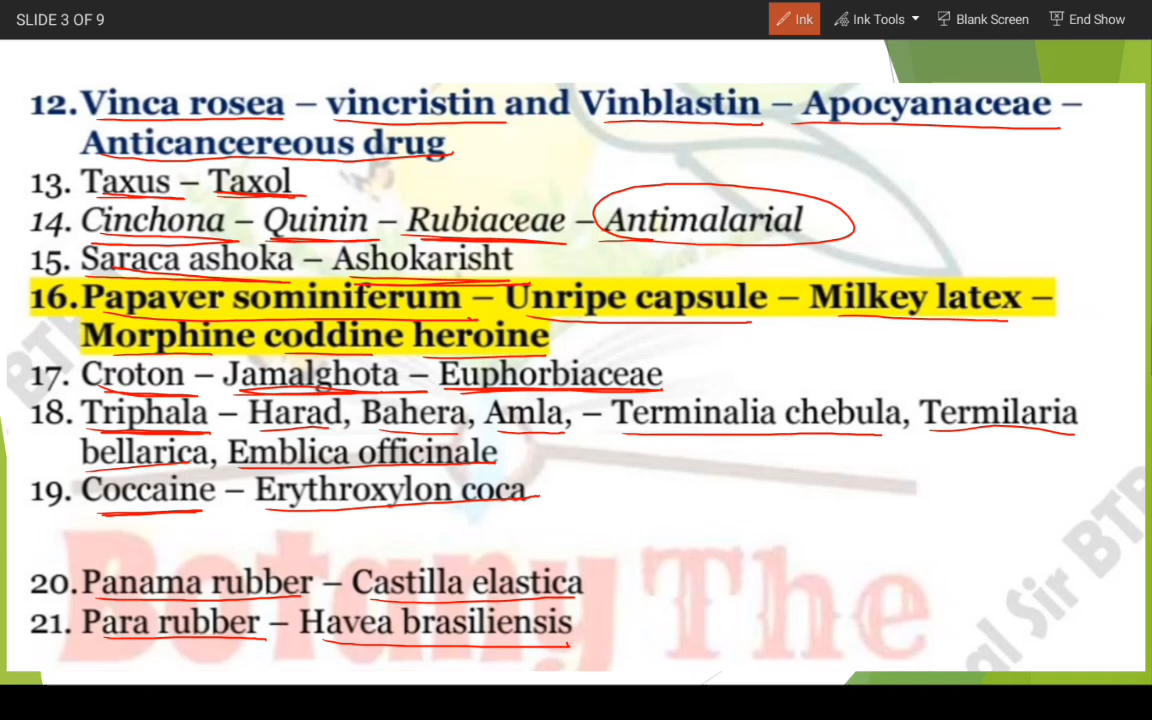 SLIDE 3 OF 9
Ink
Ink Tools
Blank Screen
End Show
12. Vinca rosea – vincristin and Vinblastin – Apocyanaceae –
Anticancereous drug
13. Taxus – Taxol
14. Cinchona – Quinin – Rubiaceae – Antimalarial
15. Saraca ashoka – Ashokarisht
16. Papaver sominiferum – Unripe capsule – Milkey latex –
Morphine coddine heroine
17. Croton – Jamalghota – Euphorbiaceae
18. Triphala – Harad, Bahera, Amla, – Terminalia chebula, Termilaria
bellarica, Emblica officinale
19. Coccaine – Erythroxylon coca
20. Panama rubber – Castilla elastica
21. Para rubber – Havea brasiliensis
Botany The
al Sir BTB